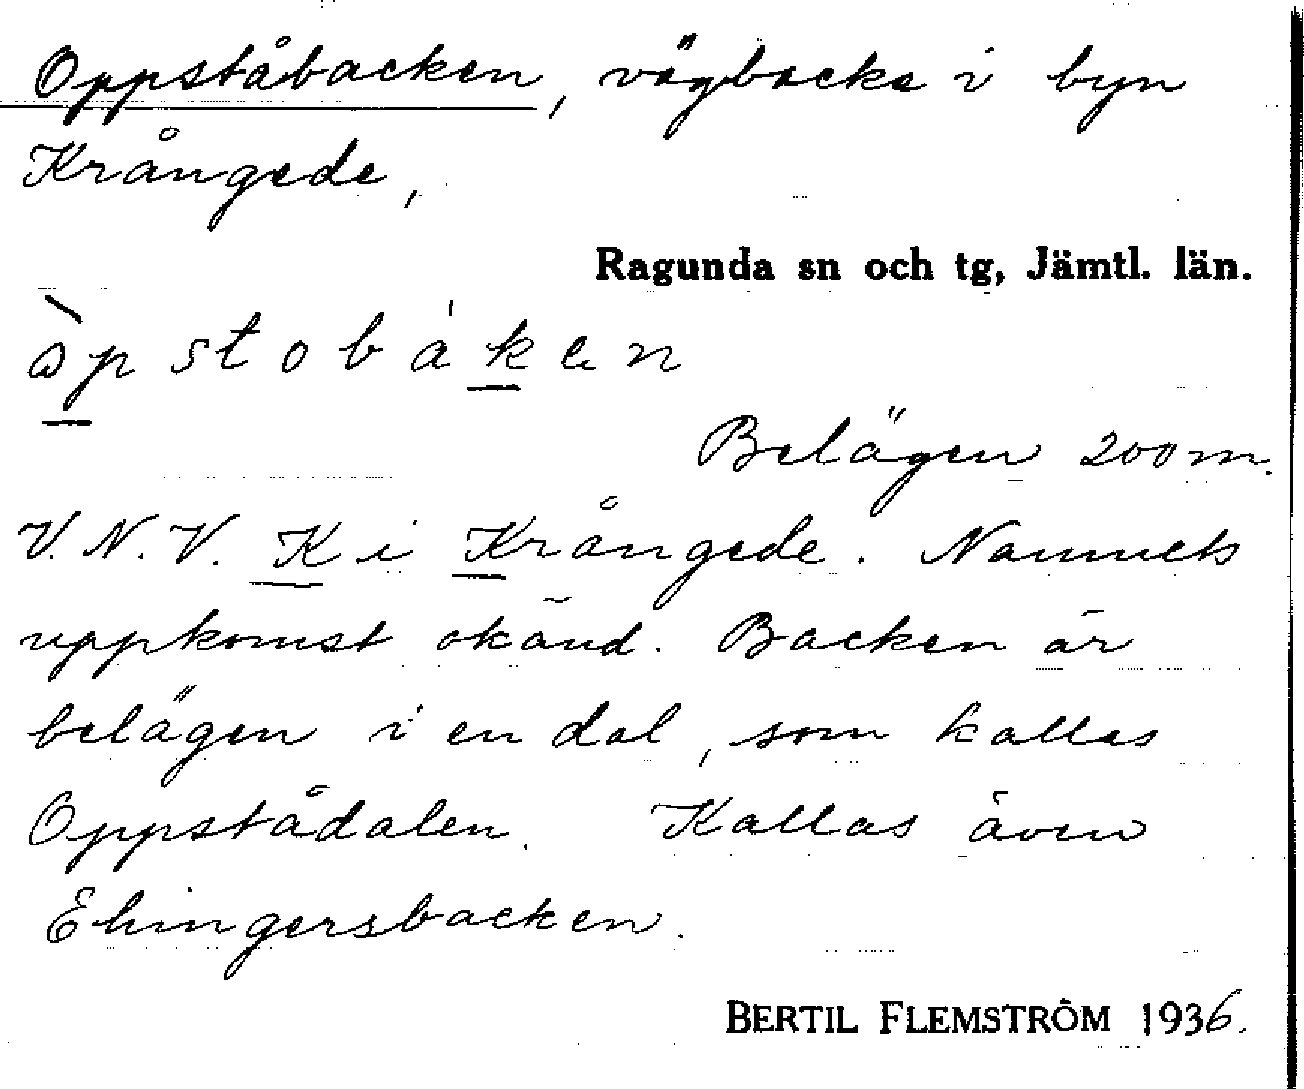 Oppståbacken, vägbacke i byn
Krångede,
Ragunda sn och tg, Jämtl. län.
ɷ̀pstobákɛn
Belägen 200 m.
V.N.V. K i Krångede. Namnets
uppkomst okänd. Backen är
belägen i en dal, som kallas
Oppstådalen. Kallas även
Ehingersbacken.
BERTIL FLEMSTRÖM 1936.